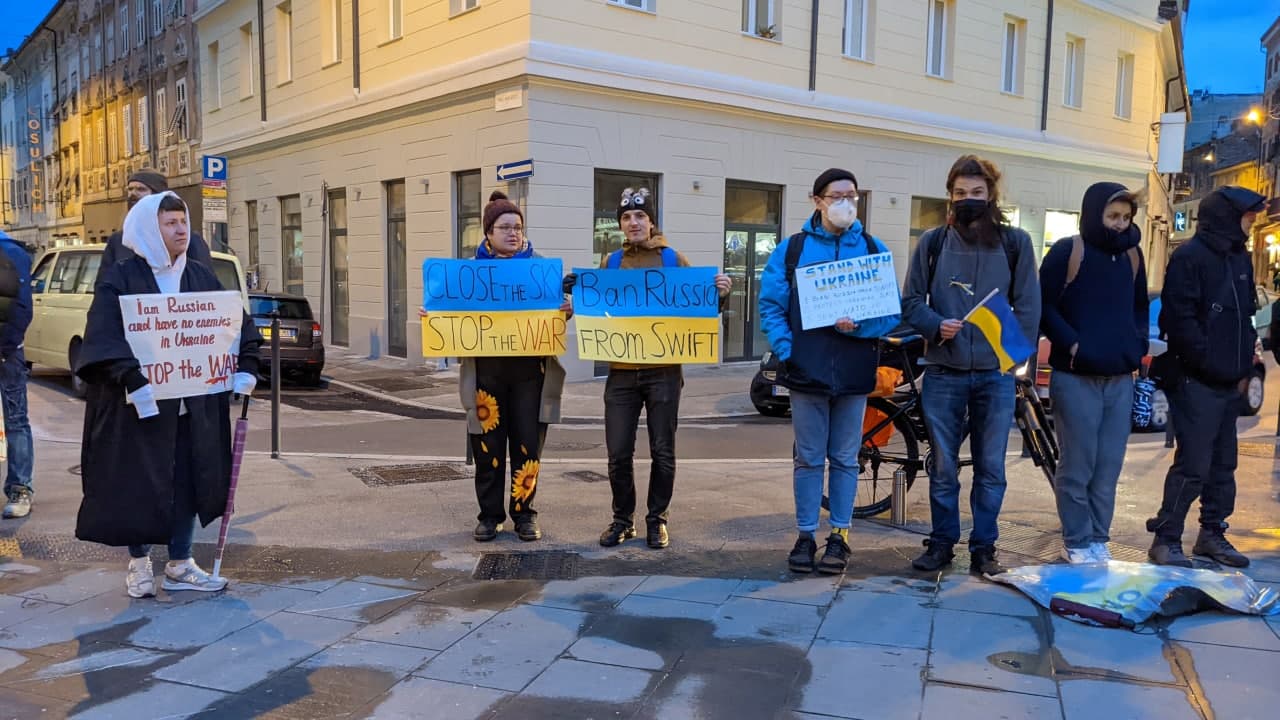 OSULI
P
I am Russian
and have no enemies
in Ukraine
STOP the WAR
CLOSE THE SKY
STOP THE WAR
Ban Russia
FROM SWIFT
STAND WITH
UKRAINE